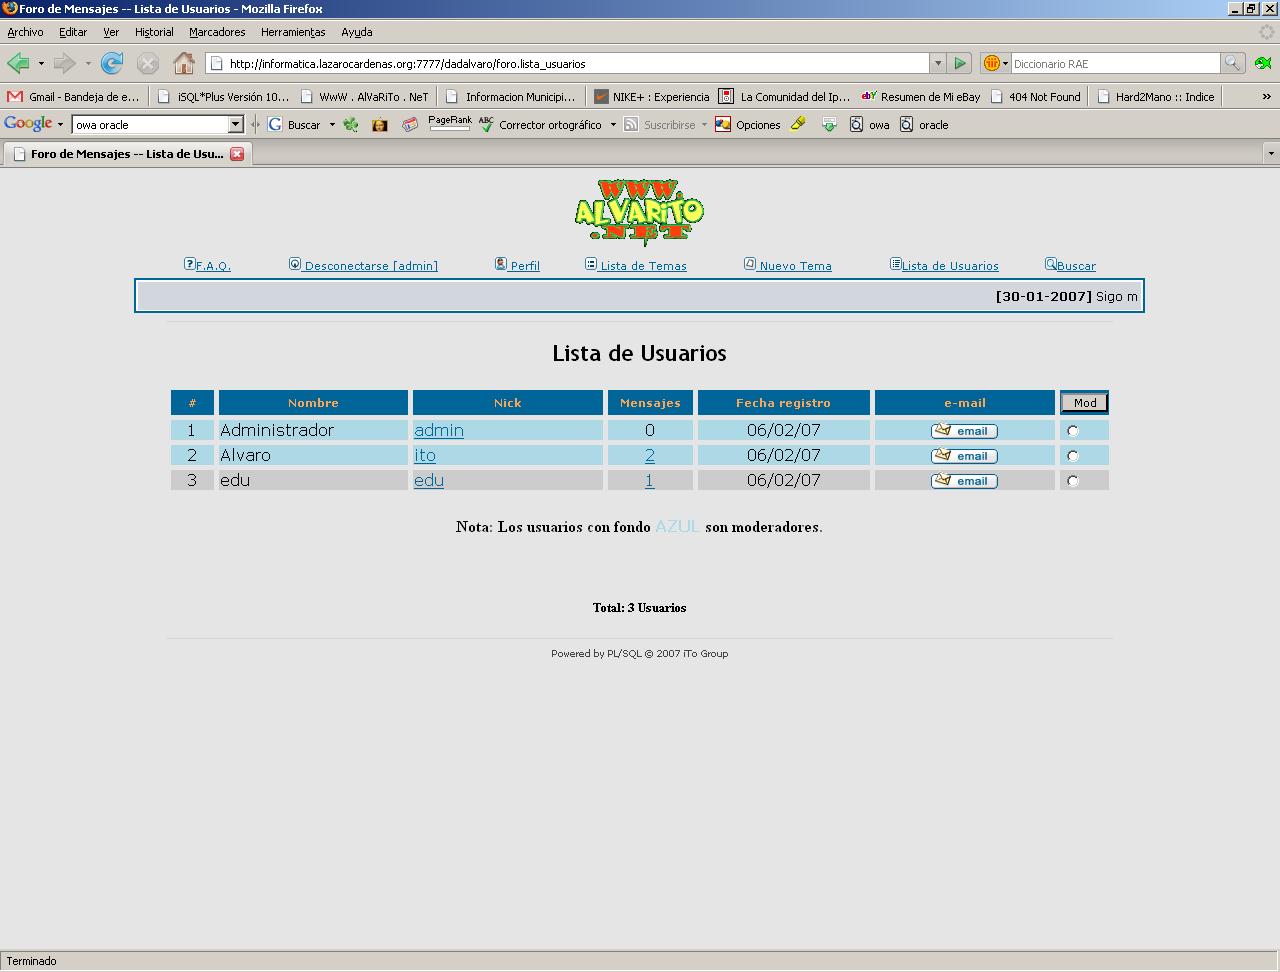 Foro de Mensajes -- Lista de Usuarios - Mozilla Firefox
Archivo Editar Ver Historial Marcadores Herramientas Ayuda
http://informatica.lazarocardenas.org:7777/dadalvaro/foro.lista_usuarios Diccionario RAE
Gmail - Bandeja de e... iSQL*Plus Versión 10... WwW . AlVaRiTo . NeT Informacion Municipi... NIKE+ : Experiencia La Comunidad del Ip... Resumen de Mi eBay 404 Not Found Hard2Mano :: Indice »
Google owa oracle Buscar PageRank ABC Corrector ortográfico Suscribirse Opciones owa oracle
Foro de Mensajes -- Lista de Usu...
WWW.
ALVARITO
.NET
F.A.Q. Desconectarse [admin] Perfil Lista de Temas Nuevo Tema Lista de Usuarios Buscar
[30-01-2007] Sigo m
Lista de Usuarios
# Nombre Nick Mensajes Fecha registro e-mail Mod
1 Administrador admin 0 06/02/07 email
2 Alvaro ito 2 06/02/07 email
3 edu edu 1 06/02/07 email
Nota: Los usuarios con fondo AZUL son moderadores.
Total: 3 Usuarios
Powered by PL/SQL © 2007 iTo Group
Terminado